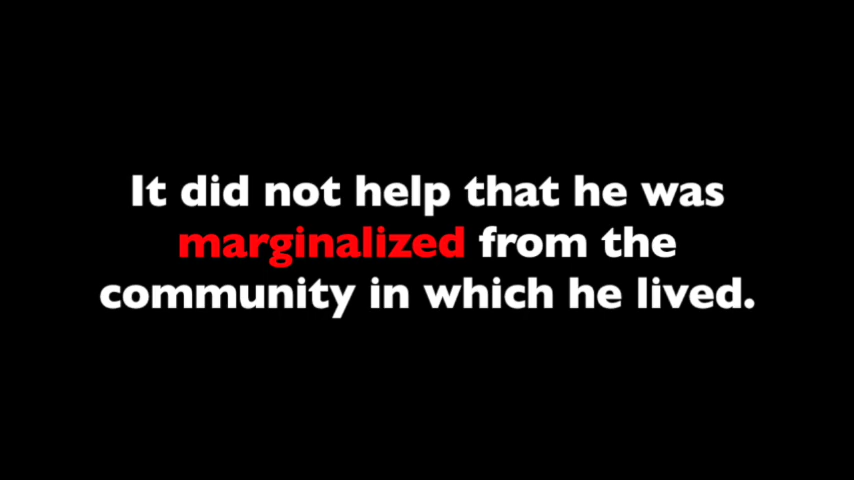 It did not help that he was
marginalized from the
community in which he lived.